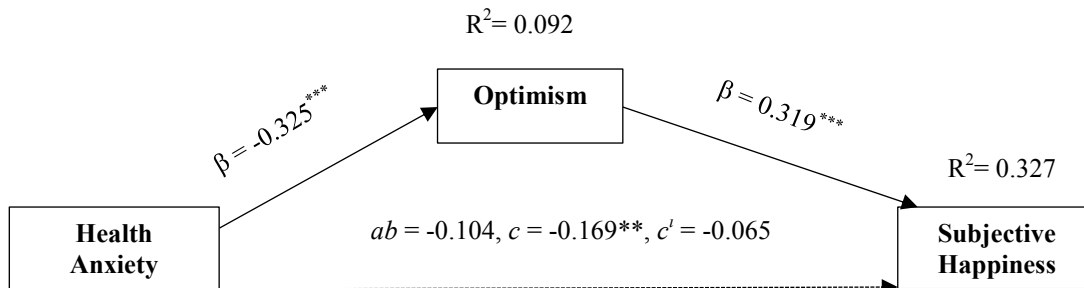 R²= 0.092
Optimism
β = -0.325***
β = 0.319***
R²= 0.327
Health
Anxiety
ab = -0.104, c = -0.169**, c¹ = -0.065
Subjective
Happiness